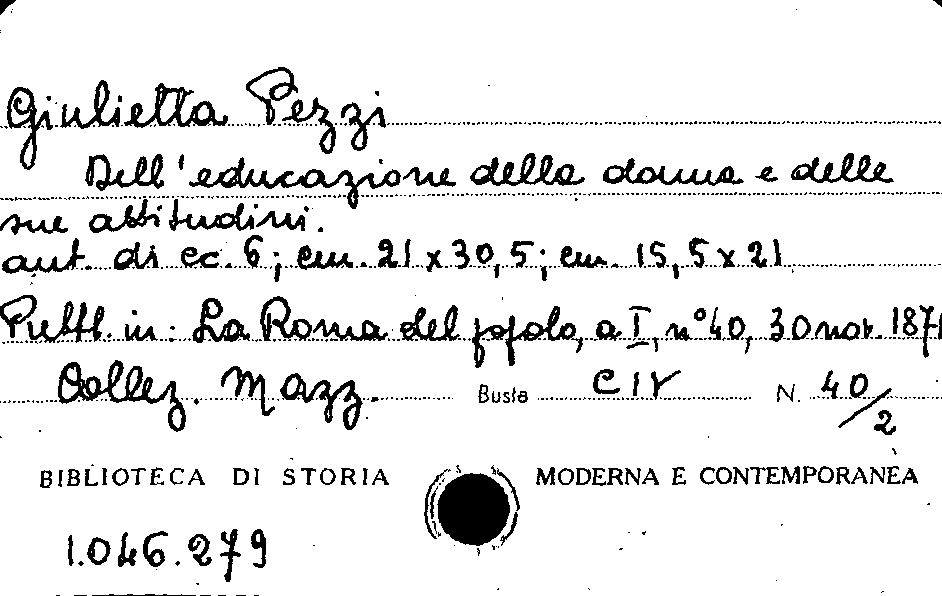 Giulietta Pezzi
Dell'educazione della donna e delle
sue attitudini.
aut. di cc. 6; cm. 21 x 30,5; cm. 15,5 x 21
Pubbl. in: La Roma del popolo, a I, n° 40, 30 nov. 1871
Collez. Mazz. Busta CIV N. 40/2
BIBLIOTECA DI STORIA MODERNA E CONTEMPORANEA
1.046.279